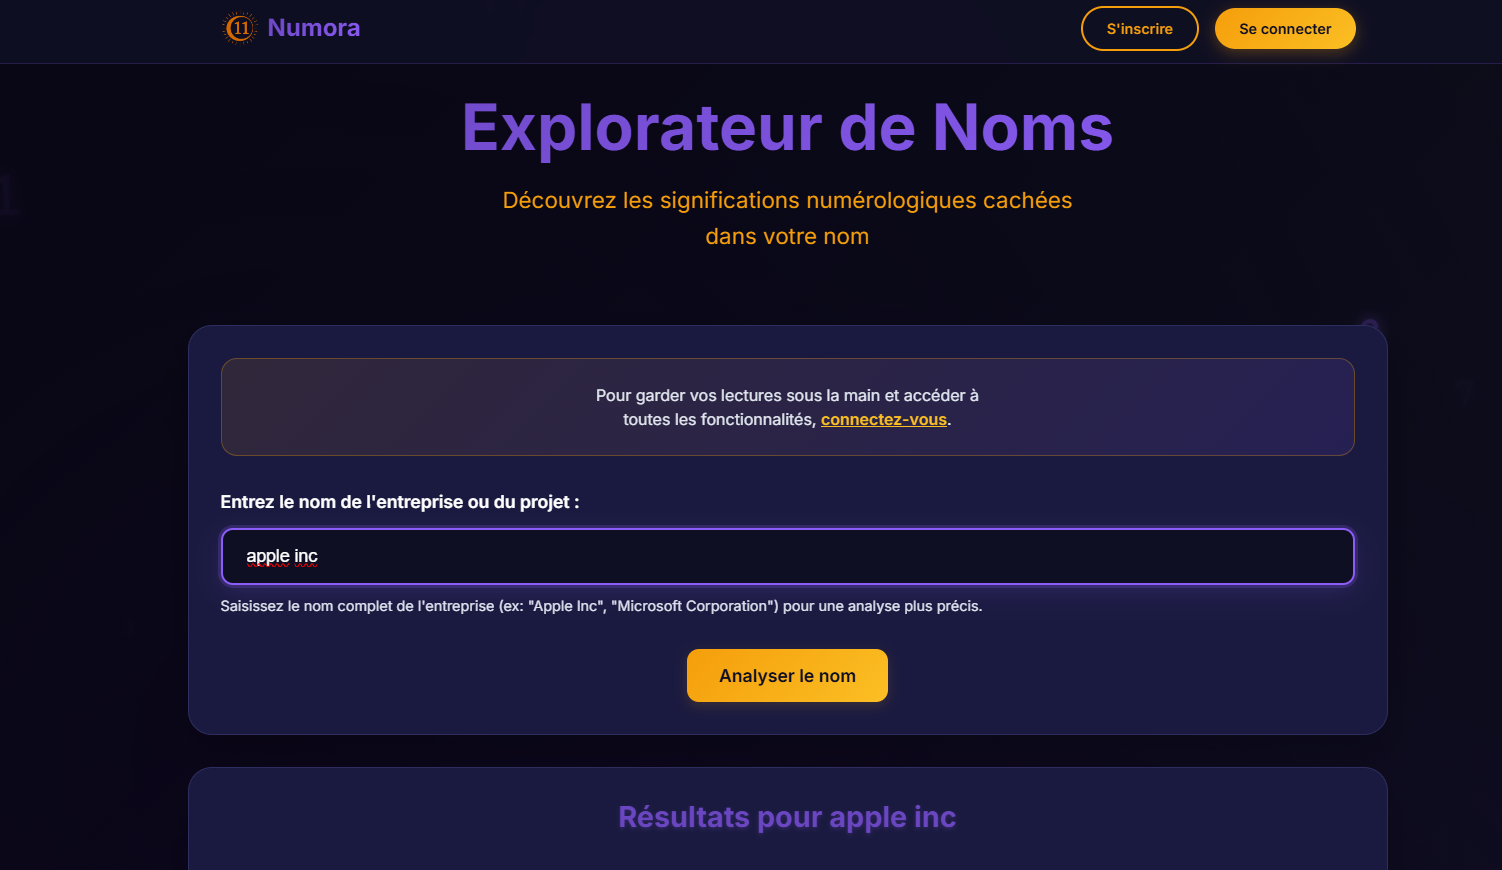 11 Numora
S'inscrire
Se connecter
Explorateur de Noms
Découvrez les significations numérologiques cachées
dans votre nom
Pour garder vos lectures sous la main et accéder à
toutes les fonctionnalités, connectez-vous.
Entrez le nom de l'entreprise ou du projet :
apple inc
Saisissez le nom complet de l'entreprise (ex: "Apple Inc", "Microsoft Corporation") pour une analyse plus précis.
Analyser le nom
Résultats pour apple inc